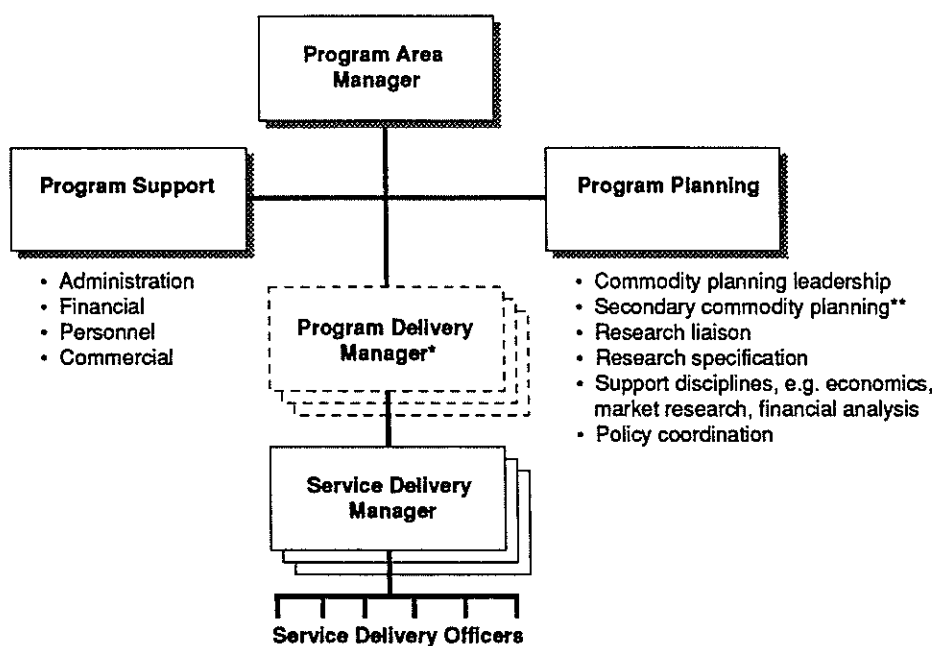 Program Area
Manager
Program Support
Program Planning
• Administration
• Financial
• Personnel
• Commercial
• Commodity planning leadership
• Secondary commodity planning**
• Research liaison
• Research specification
• Support disciplines, e.g. economics,
market research, financial analysis
• Policy coordination
Program Delivery
Manager*
Service Delivery
Manager
Service Delivery Officers